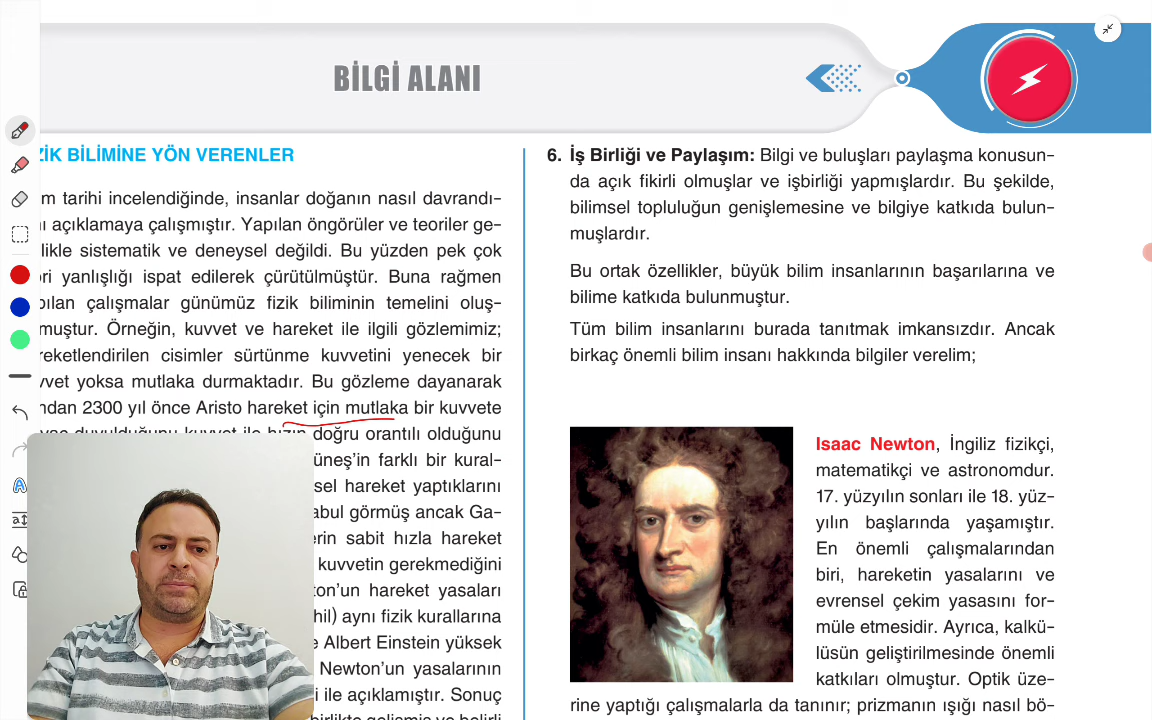 BİLGİ ALANI
ZİK BİLİMİNE YÖN VERENLER
m tarihi incelendiğinde, insanlar doğanın nasıl davrandı-
açıklamaya çalışmıştır. Yapılan öngörüler ve teoriler ge-
likle sistematik ve deneysel değildi. Bu yüzden pek çok
ri yanlışlığı ispat edilerek çürütülmüştür. Buna rağmen
pılan çalışmalar günümüz fizik biliminin temelini oluş-
muştur. Örneğin, kuvvet ve hareket ile ilgili gözlemimiz;
reketlendirilen cisimler sürtünme kuvvetini yenecek bir
vvet yoksa mutlaka durmaktadır. Bu gözleme dayanarak
ndan 2300 yıl önce Aristo hareket için mutlaka bir kuvvete
duyulduğunu kuvvet ile hızın doğru orantılı olduğunu
üneş'in farklı bir kural-
sel hareket yaptıklarını
abul görmüş ancak Ga-
erin sabit hızla hareket
kuvvetin gerekmediğini
ton'un hareket yasaları
hil) aynı fizik kurallarına
e Albert Einstein yüksek
Newton'un yasalarının
i ile açıklamıştır. Sonuç
birlikte gelişmiş ve belirli
6. İş Birliği ve Paylaşım: Bilgi ve buluşları paylaşma konusun-
da açık fikirli olmuşlar ve işbirliği yapmışlardır. Bu şekilde,
bilimsel topluluğun genişlemesine ve bilgiye katkıda bulun-
muşlardır.
Bu ortak özellikler, büyük bilim insanlarının başarılarına ve
bilime katkıda bulunmuştur.
Tüm bilim insanlarını burada tanıtmak imkansızdır. Ancak
birkaç önemli bilim insanı hakkında bilgiler verelim;
Isaac Newton, İngiliz fizikçi,
matematikçi ve astronomdur.
17. yüzyılın sonları ile 18. yüz-
yılın başlarında yaşamıştır.
En önemli çalışmalarından
biri, hareketin yasalarını ve
evrensel çekim yasasını for-
müle etmesidir. Ayrıca, kalkü-
lüsün geliştirilmesinde önemli
katkıları olmuştur. Optik üze-
rine yaptığı çalışmalarla da tanınır; prizmanın ışığı nasıl bö-